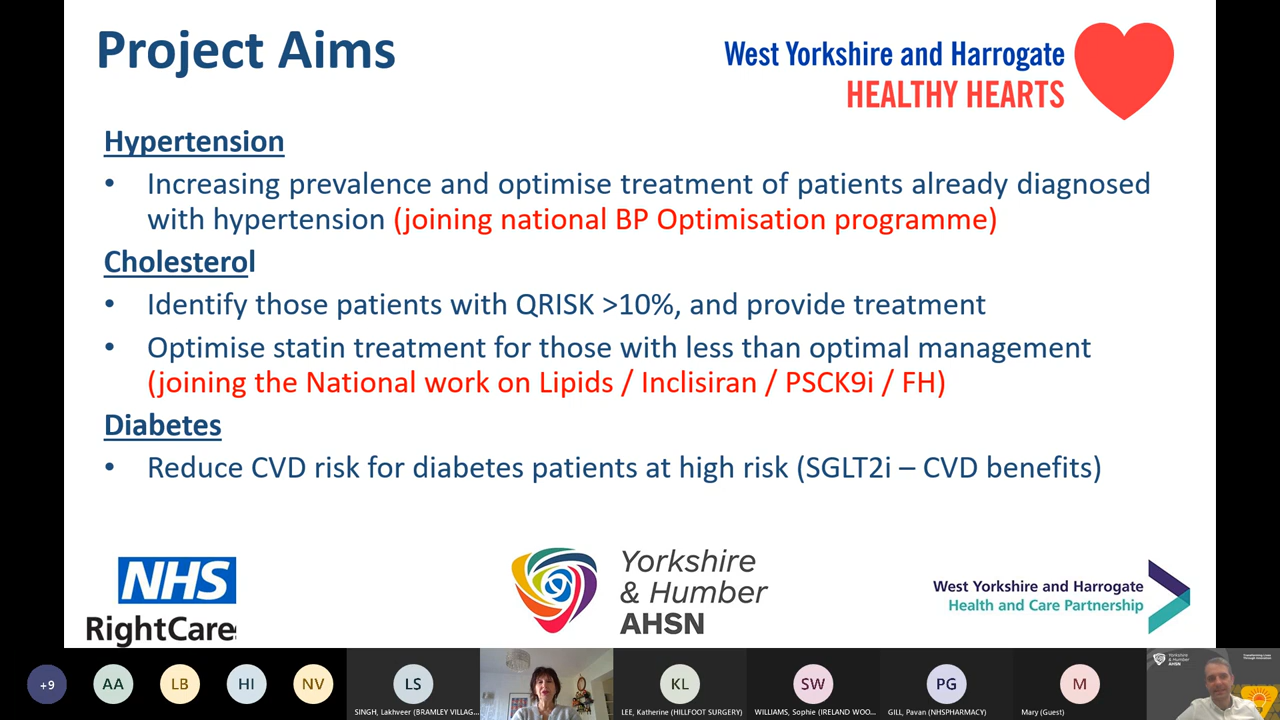 Project Aims
West Yorkshire and Harrogate
HEALTHY HEARTS
Hypertension
• Increasing prevalence and optimise treatment of patients already diagnosed
with hypertension (joining national BP Optimisation programme)
Cholesterol
• Identify those patients with QRISK >10%, and provide treatment
• Optimise statin treatment for those with less than optimal management
(joining the National work on Lipids / Inclisiran / PSCK9i / FH)
Diabetes
• Reduce CVD risk for diabetes patients at high risk (SGLT2i – CVD benefits)
NHS
RightCare
Yorkshire
& Humber
AHSN
West Yorkshire and Harrogate
Health and Care Partnership
+9
AA
LB
HI
NV
LS
SINGH, Lakhveer (BRAMLEY VILLAG...
KL
LEE, Katherine (HILLFOOT SURGERY)
SW
WILLIAMS, Sophie (IRELAND WOO...
PG
GILL, Pavan (NHSPHARMACY)
M
Mary (Guest)
Yorkshire
& Humber
AHSN